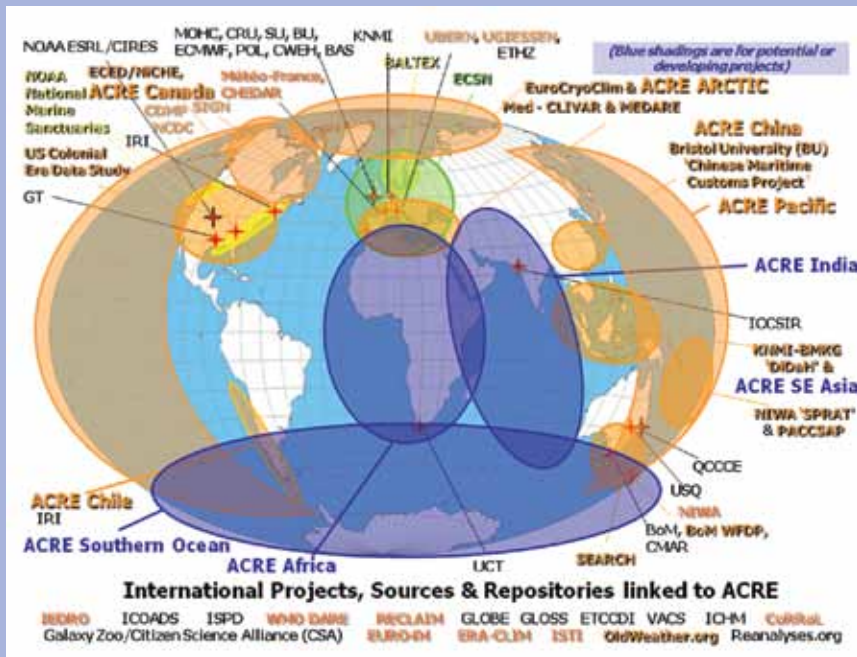 MOHC, CRU, SU, BU,
ECMWF, POL, CWEH, BAS
KNMI
UBERN, UGIESSEN,
ETHZ
NOAA ESRL/CIRES
(Blue shadings are for potential or
developing projects)
BALTEX
NOAA
National
Marine
Sanctuaries
ECED/NICHE,
ACRE Canada
CDMP SIGN
NCDC
Météo-France,
CHEDAR
ECSN
EuroCryoClim & ACRE ARCTIC
Med - CLIVAR & MEDARE
IRI
US Colonial
Era Data Study
GT
ACRE China
Bristol University (BU)
'Chinese Maritime
Customs Project'
ACRE Pacific
ACRE India
IOCSIR
KNMI-BMKG
'DiDaH' &
ACRE SE Asia
NIWA 'SPRAT'
& PACCSAP
QCCCE
USQ
NIWA
BoM, BoM WFDP,
CMAR
SEARCH
ACRE Chile
IRI
ACRE Southern Ocean
ACRE Africa
UCT
International Projects, Sources & Repositories linked to ACRE
IEDRO ICOADS ISPD WMO DARE RECLAIM GLOBE GLOSS ETCCDI VACS ICHM CoRRaL
Galaxy Zoo/Citizen Science Alliance (CSA) EURO4M ERA-CLIM ISTI OldWeather.org Reanalyses.org